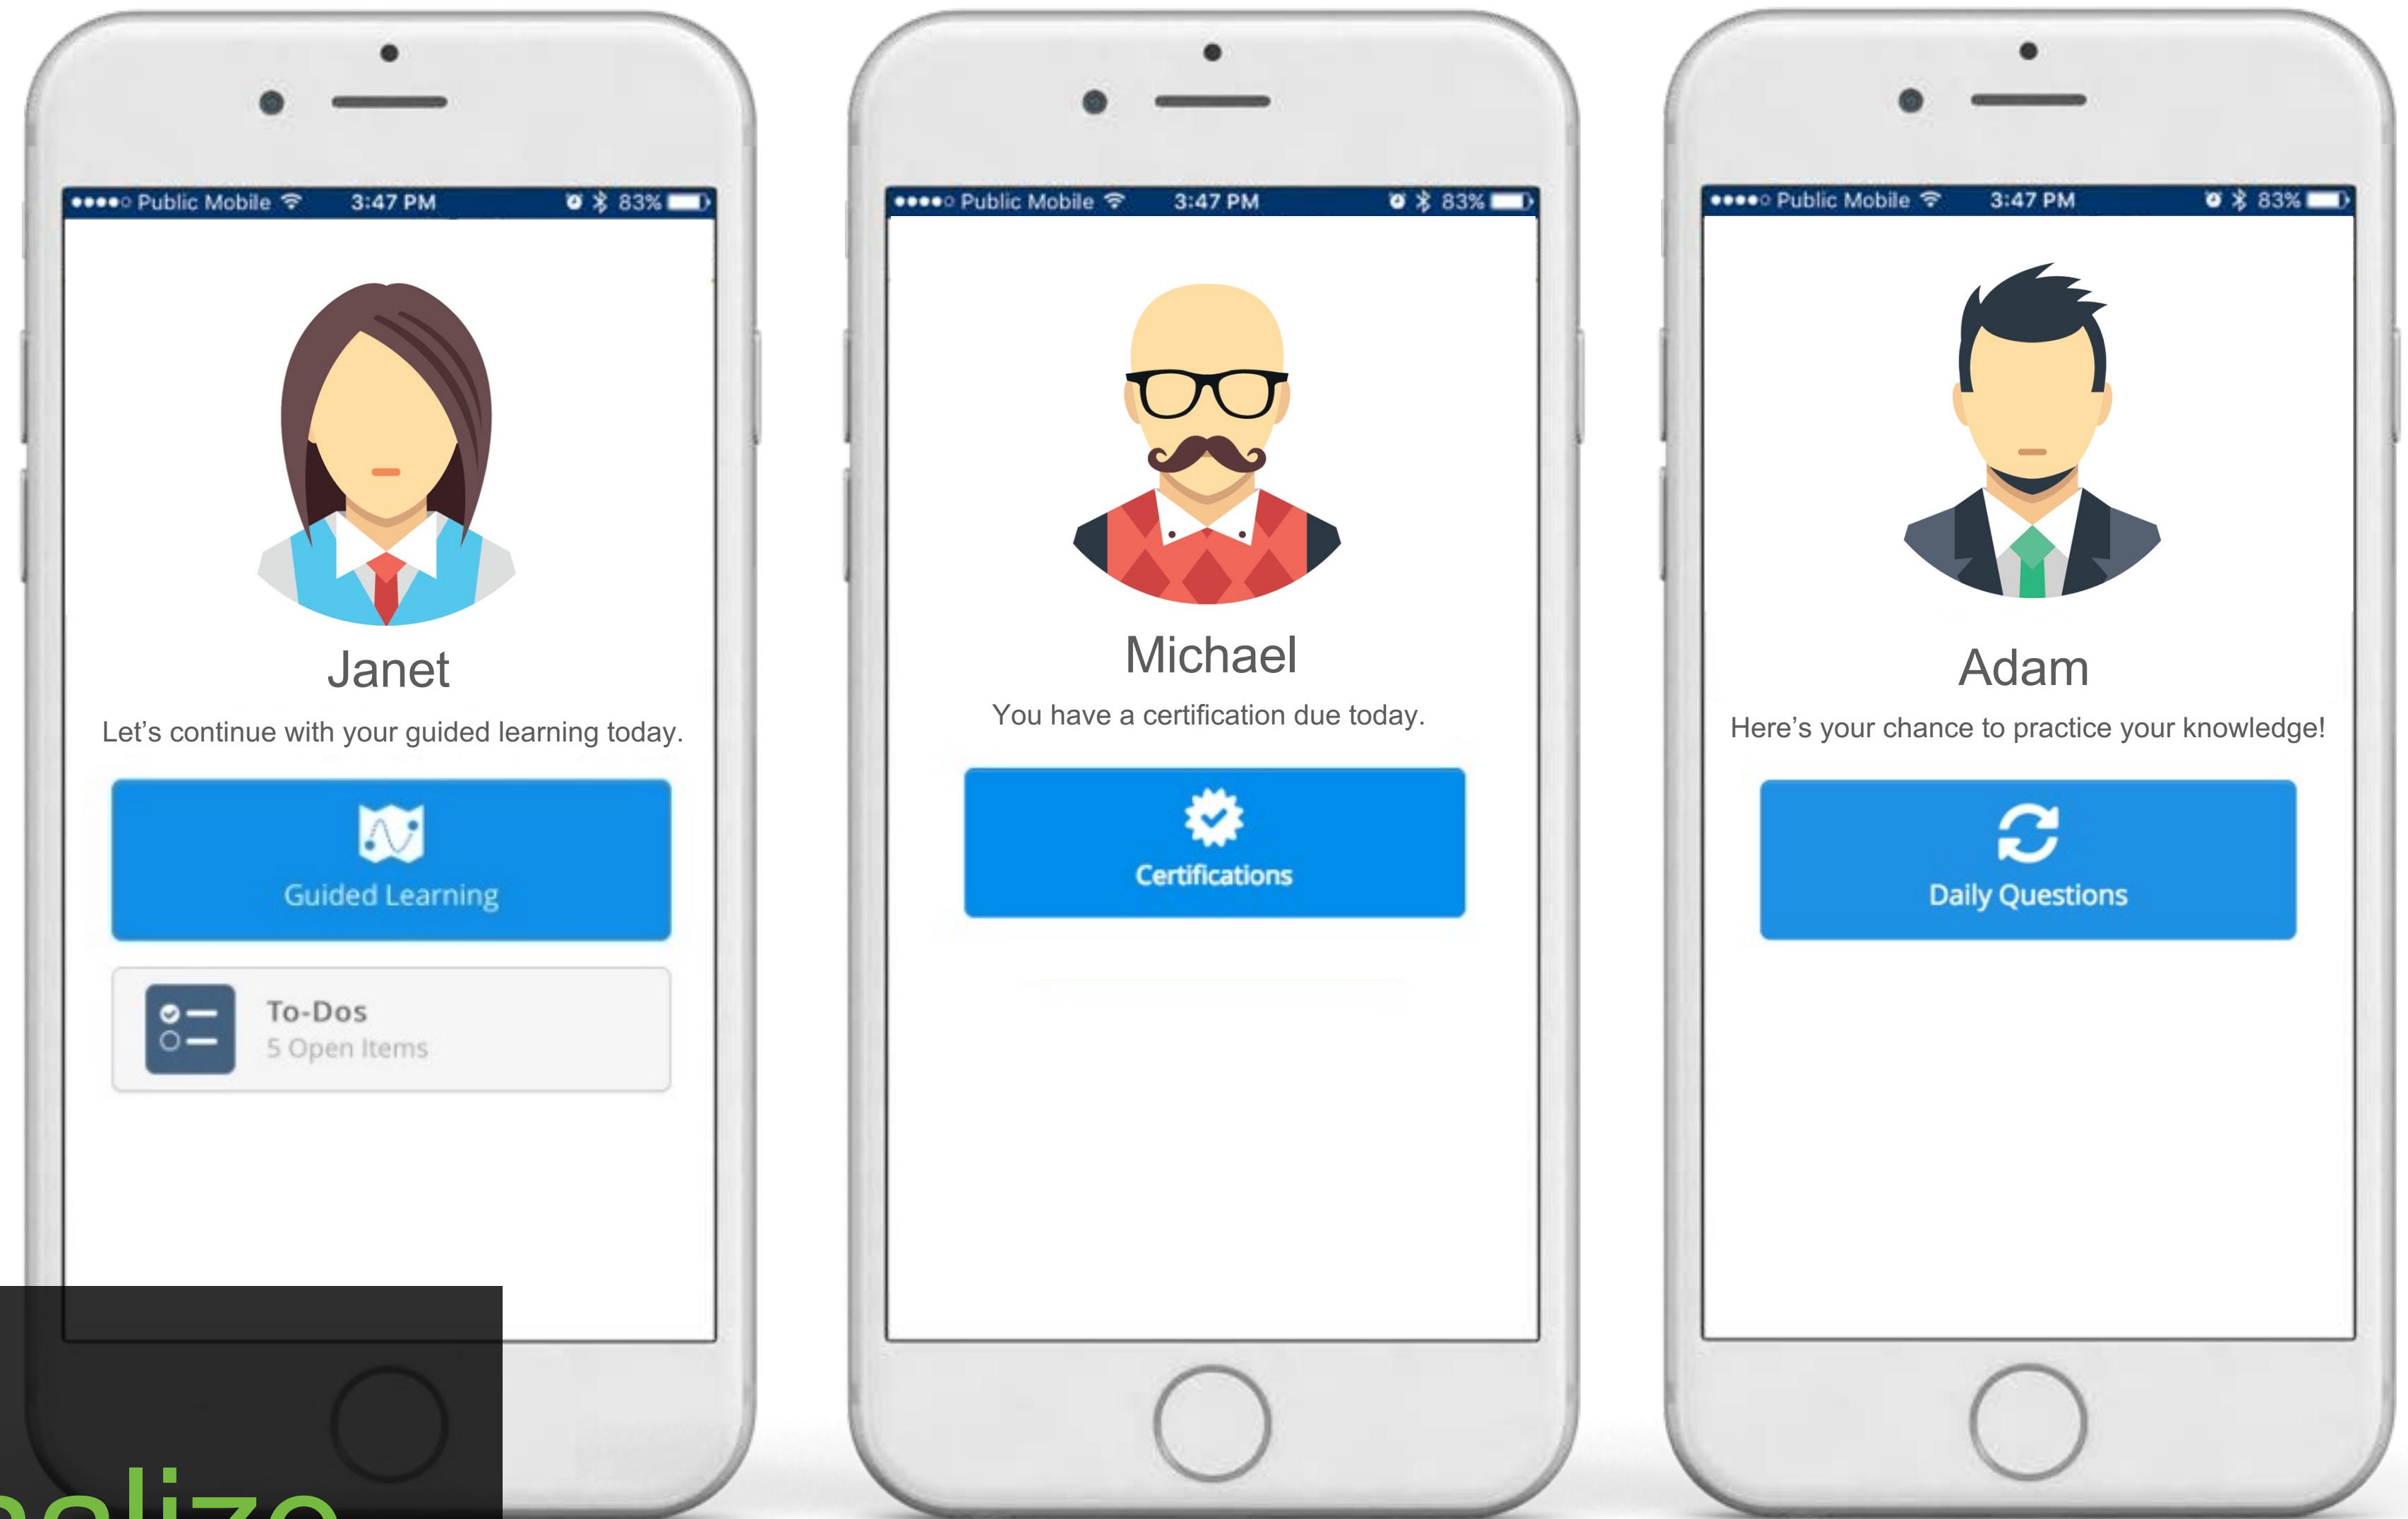 Public Mobile 3:47 PM 83%
Janet
Let's continue with your guided learning today.
Guided Learning
To-Dos
5 Open Items
Public Mobile 3:47 PM 83%
Michael
You have a certification due today.
Certifications
Public Mobile 3:47 PM 83%
Adam
Here's your chance to practice your knowledge!
Daily Questions